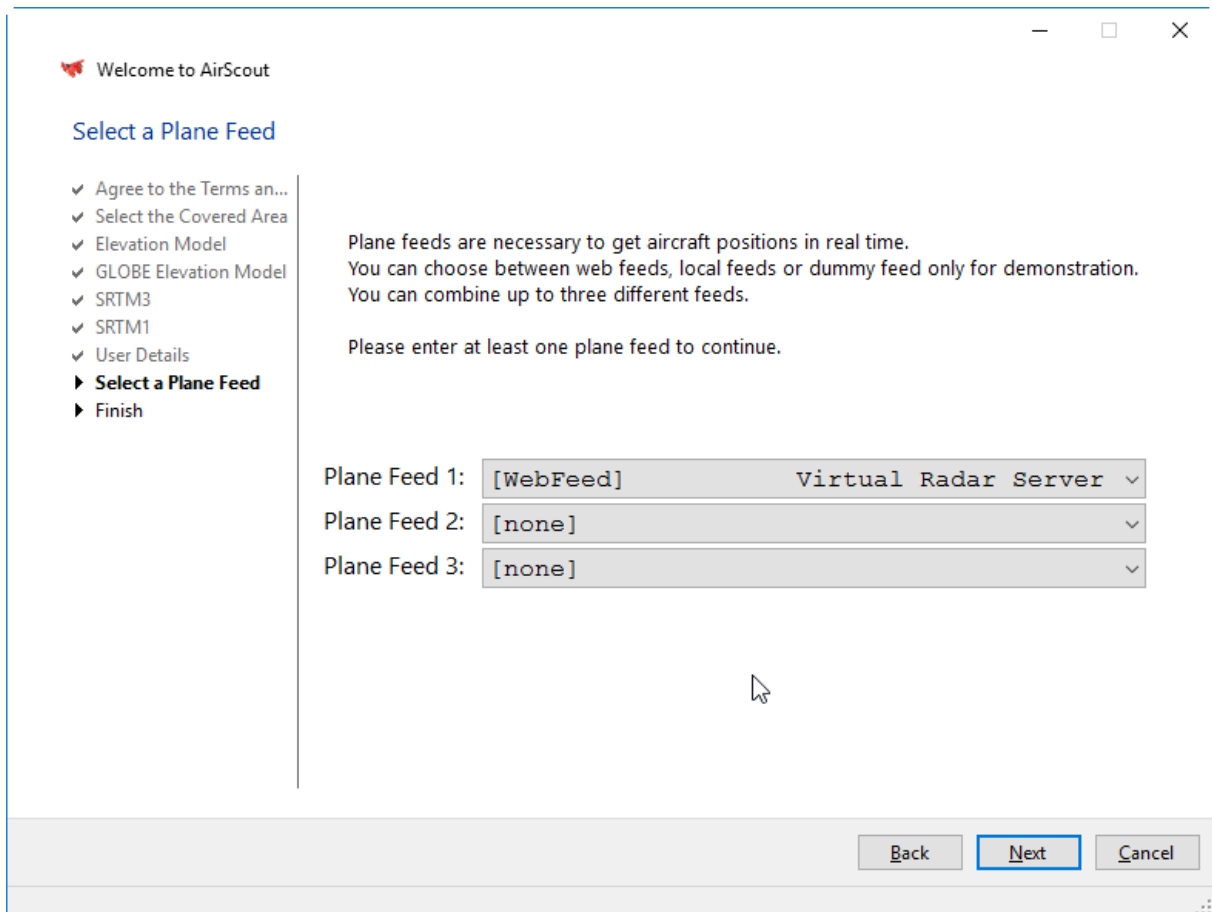 Welcome to AirScout
Select a Plane Feed
Agree to the Terms an...
Select the Covered Area
Elevation Model
GLOBE Elevation Model
SRTM3
SRTM1
User Details
Select a Plane Feed
Finish
Plane feeds are necessary to get aircraft positions in real time.
You can choose between web feeds, local feeds or dummy feed only for demonstration.
You can combine up to three different feeds.
Please enter at least one plane feed to continue.
Plane Feed 1: [WebFeed] Virtual Radar Server
Plane Feed 2: [none]
Plane Feed 3: [none]
Back Next Cancel